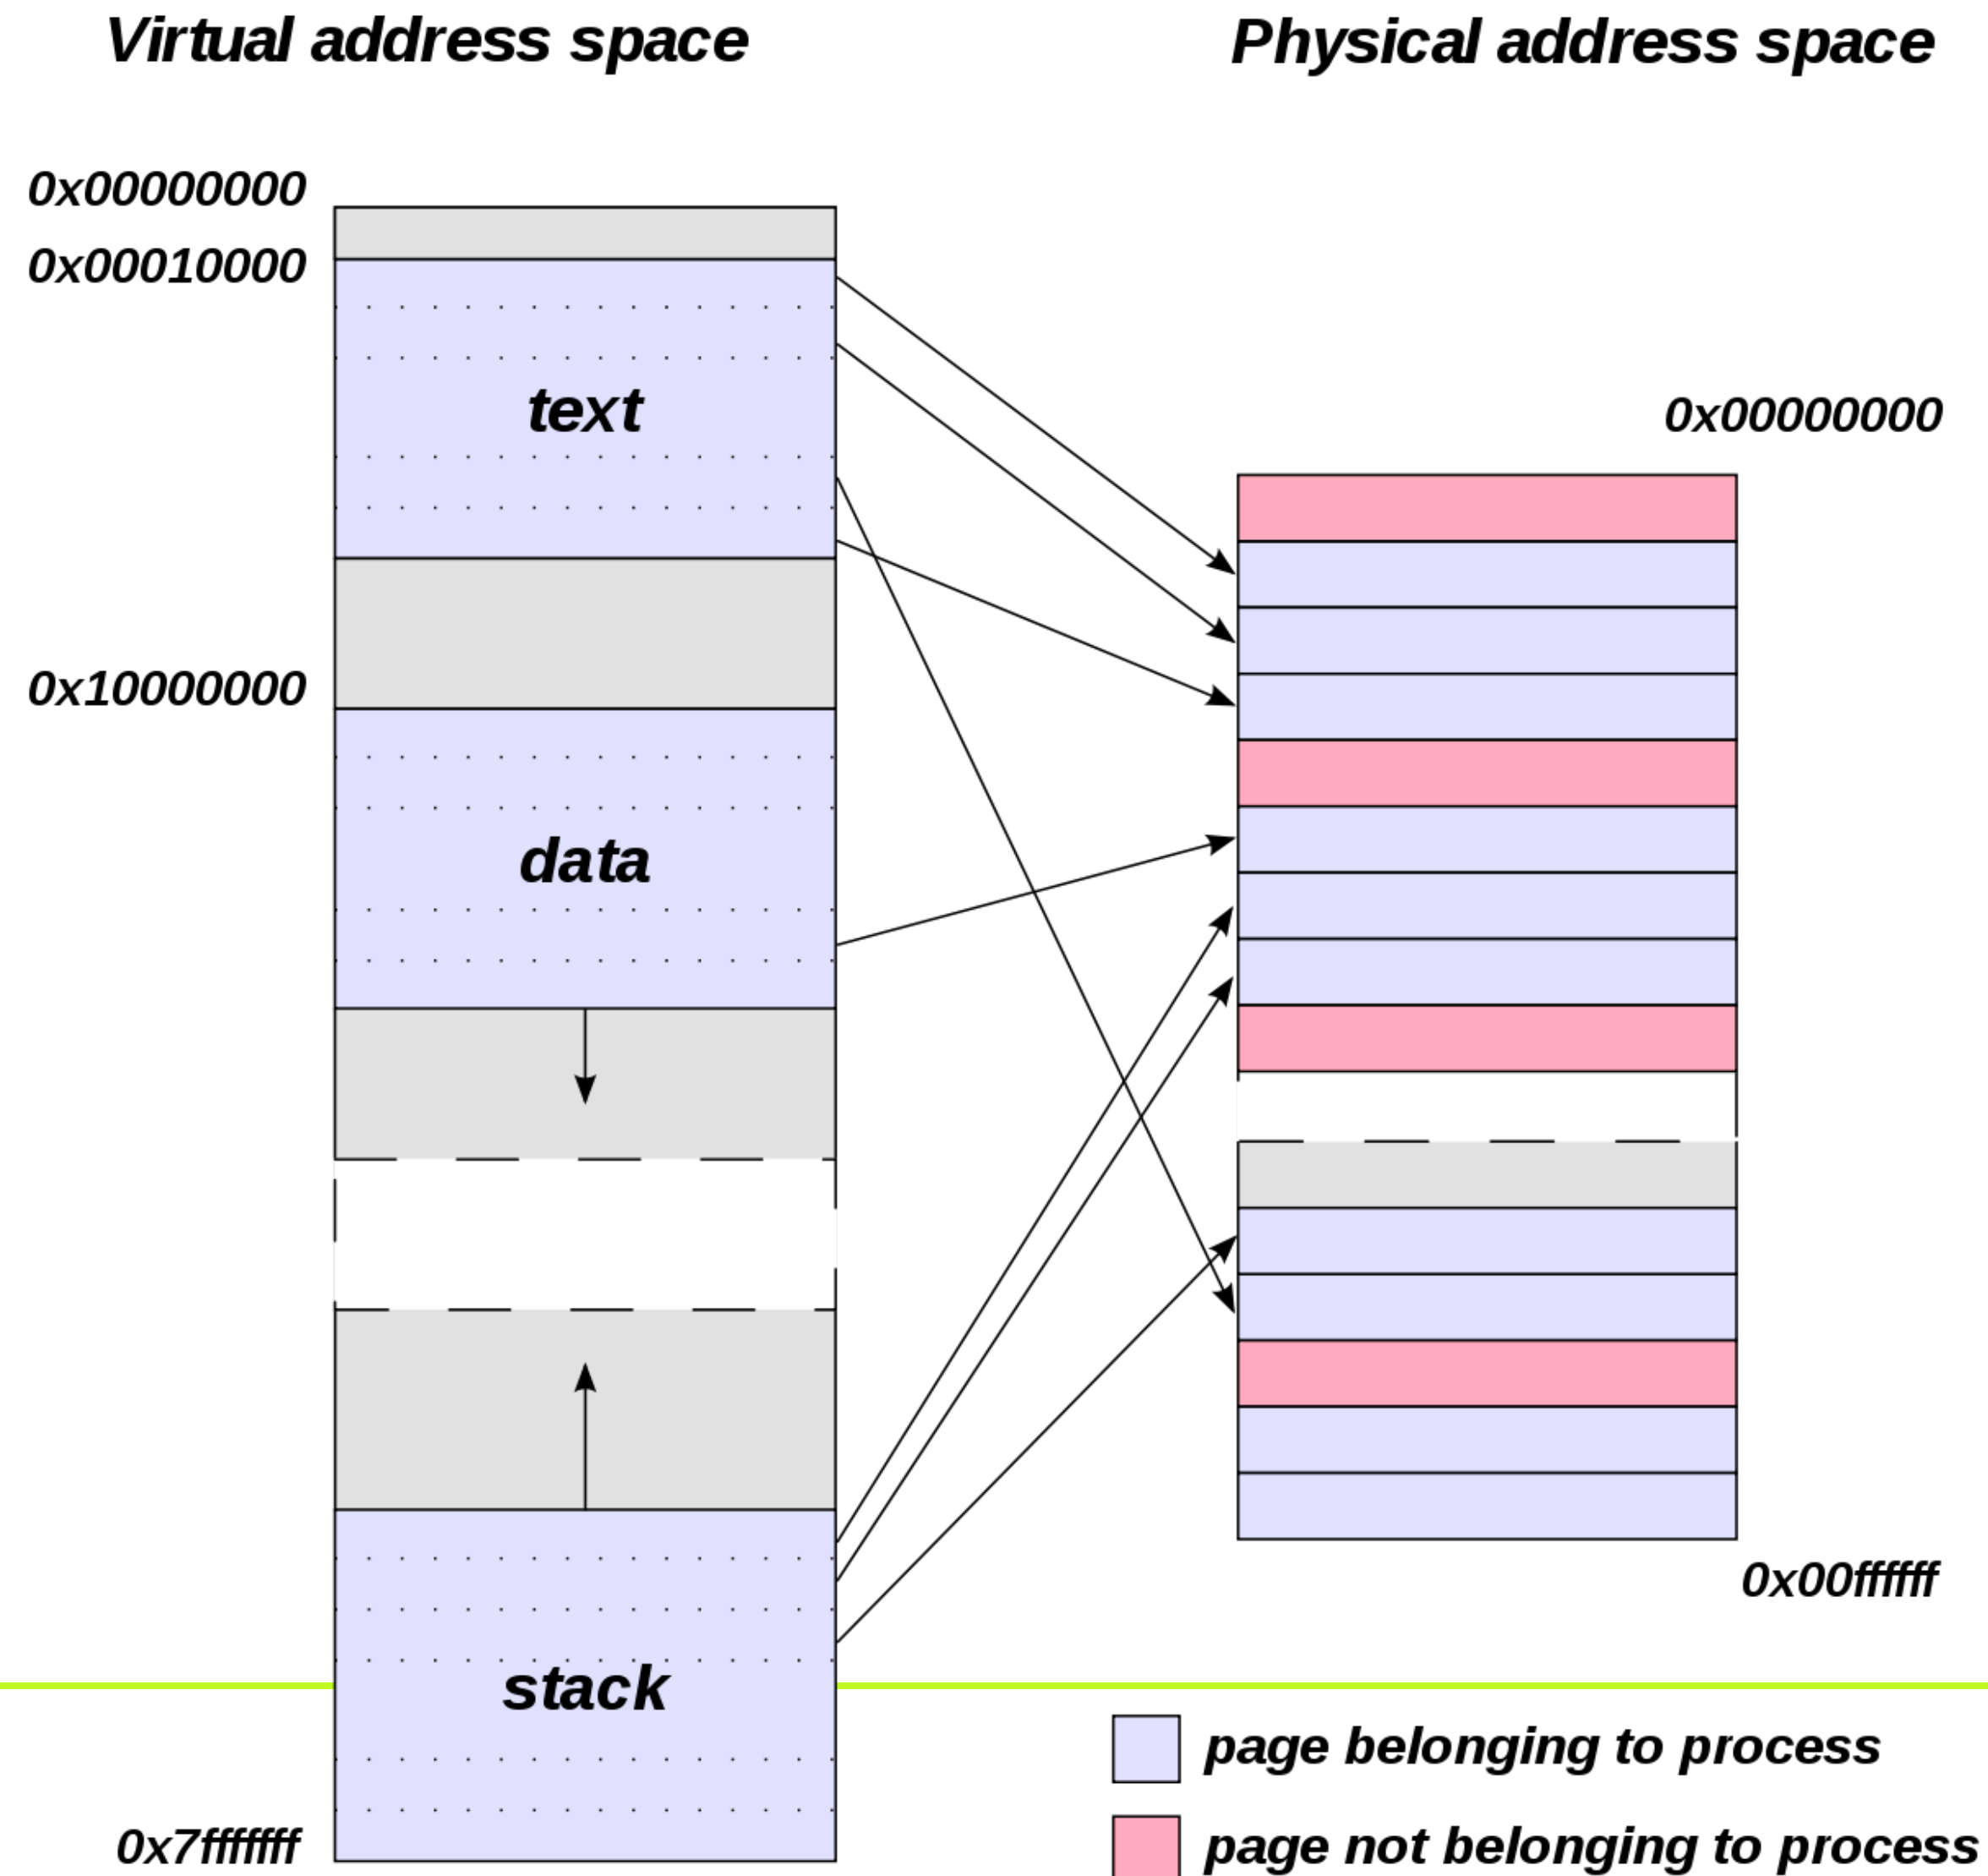 Virtual address space
Physical address space
0x00000000
0x00010000
text
0x00000000
0x10000000
data
0x00ffffff
stack
page belonging to process
0x7fffffff
page not belonging to process